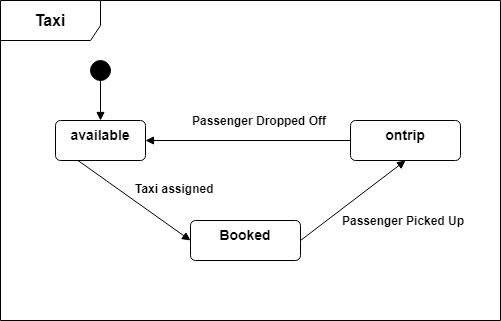 Taxi
available
Passenger Dropped Off
ontrip
Taxi assigned
Booked
Passenger Picked Up